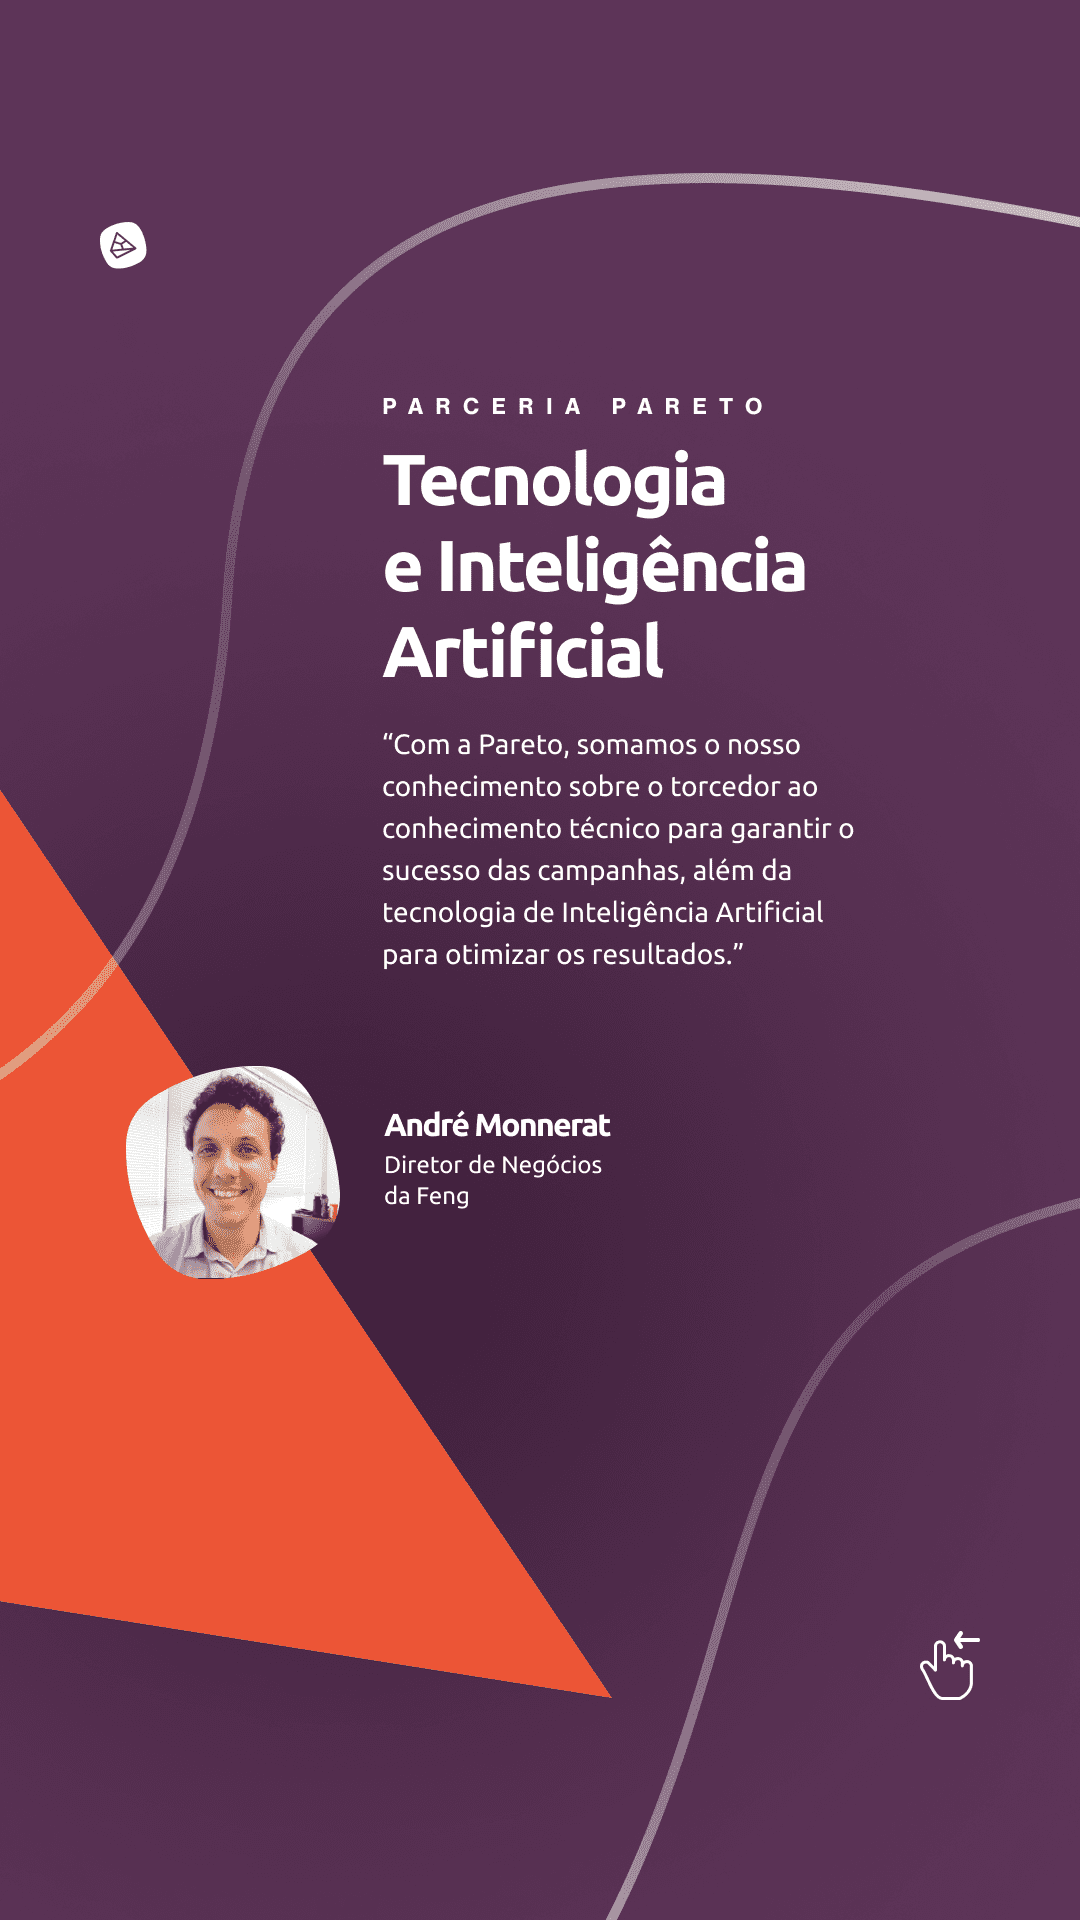 PARCERIA PARETO
Tecnologia
e Inteligência
Artificial
“Com a Pareto, somamos o nosso
conhecimento sobre o torcedor ao
conhecimento técnico para garantir o
sucesso das campanhas, além da
tecnologia de Inteligência Artificial
para otimizar os resultados.”
André Monnerat
Diretor de Negócios
da Feng